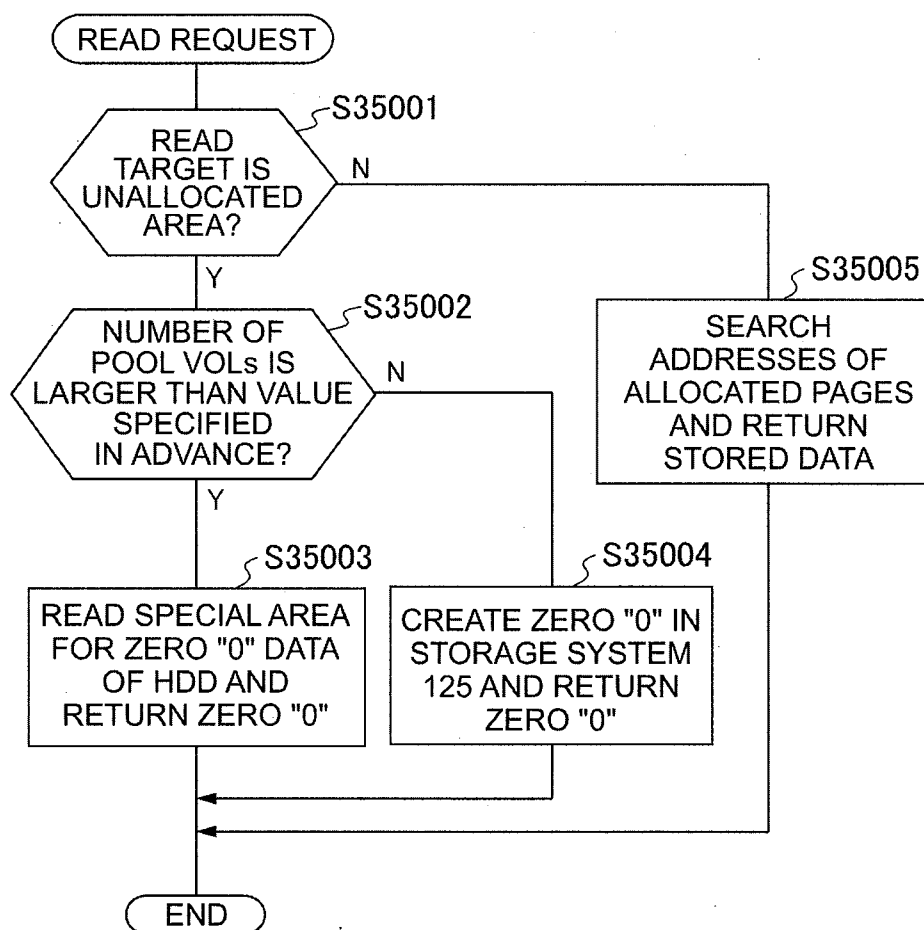 READ REQUEST
S35001
READ
TARGET IS
UNALLOCATED
AREA?
N
Y
S35002
NUMBER OF
POOL VOLs IS
LARGER THAN VALUE
SPECIFIED
IN ADVANCE?
N
Y
S35005
SEARCH
ADDRESSES OF
ALLOCATED PAGES
AND RETURN
STORED DATA
S35003
READ SPECIAL AREA
FOR ZERO "0" DATA
OF HDD AND
RETURN ZERO "0"
S35004
CREATE ZERO "0" IN
STORAGE SYSTEM
125 AND RETURN
ZERO "0"
END